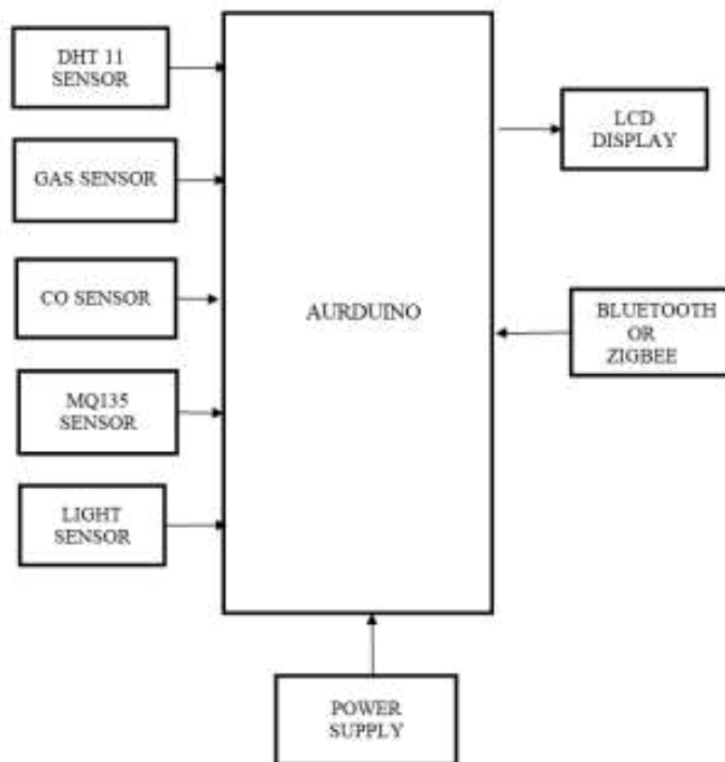 DHT 11
SENSOR
GAS SENSOR
CO SENSOR
MQ135
SENSOR
LIGHT
SENSOR
AURDUINO
LCD
DISPLAY
BLUETOOTH
OR
ZIGBEE
POWER
SUPPLY